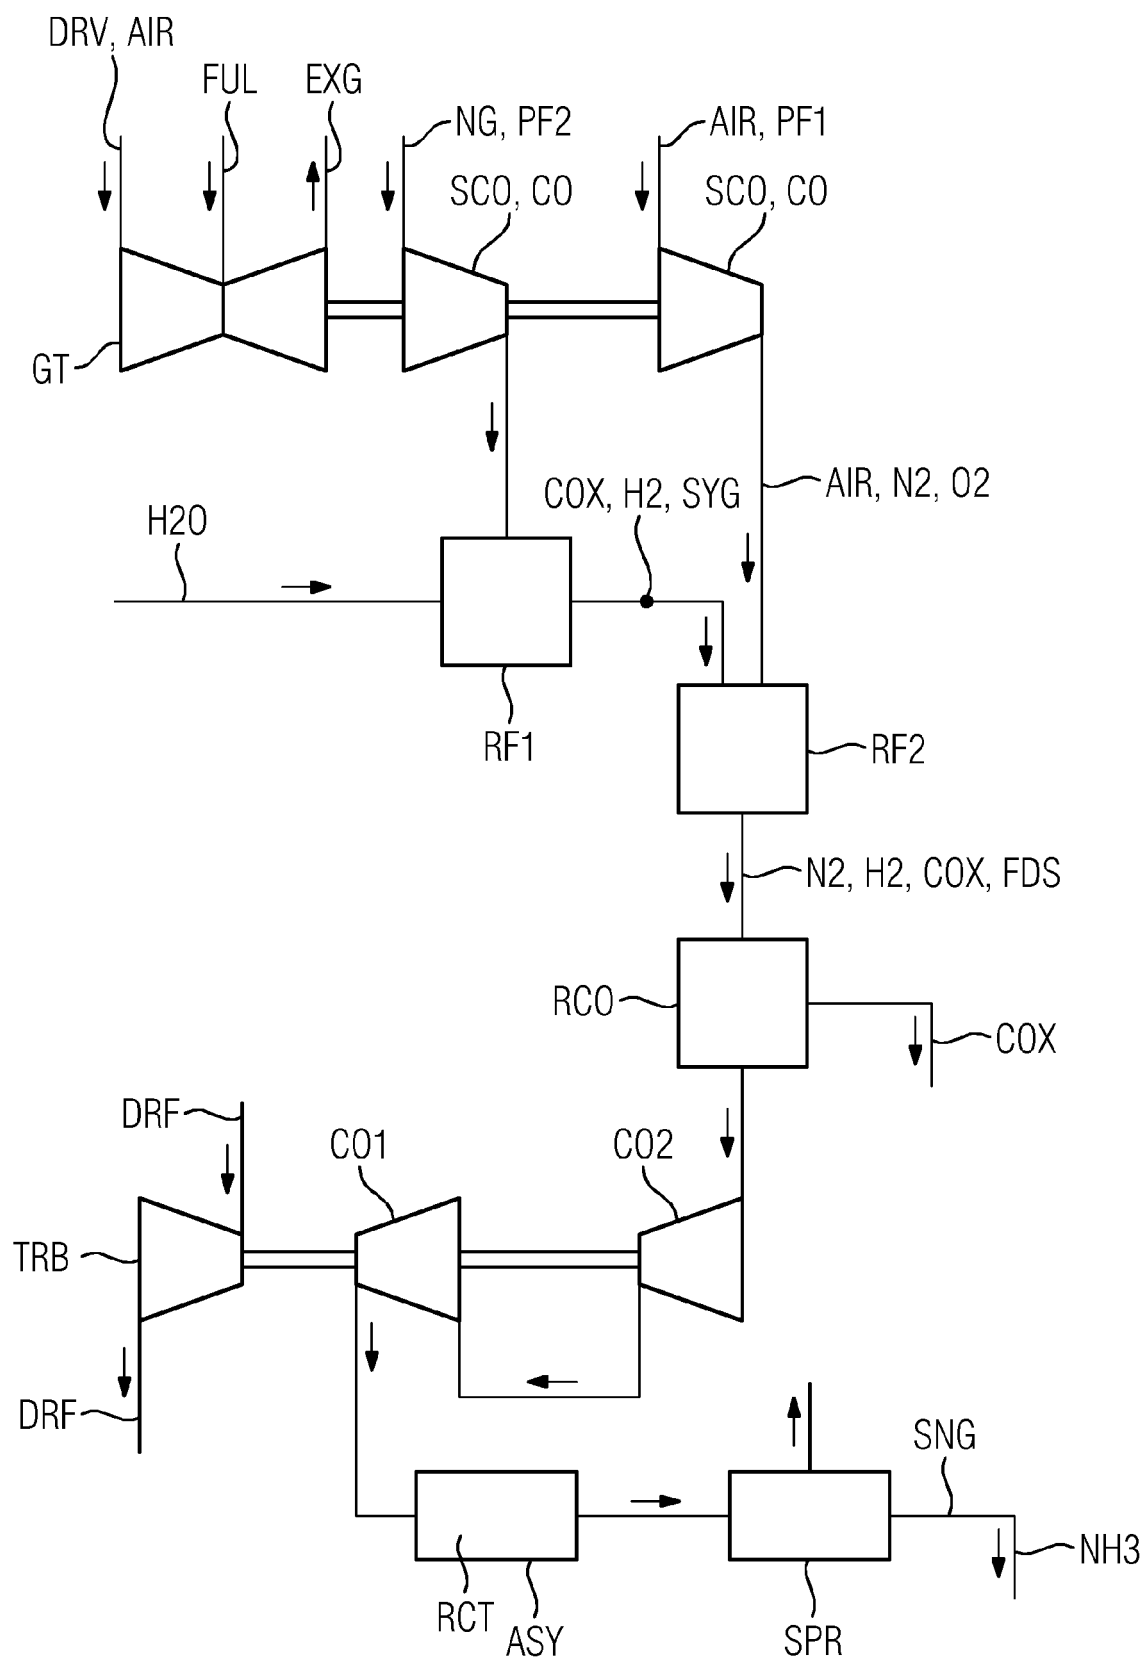 DRV, AIR
FUL
EXG
NG, PF2
AIR, PF1
SCO, CO
SCO, CO
GT
COX, H2, SYG
AIR, N2, O2
H2O
RF1
RF2
N2, H2, COX, FDS
RCO
COX
DRF
CO1
CO2
TRB
DRF
SNG
NH3
RCT
ASY
SPR